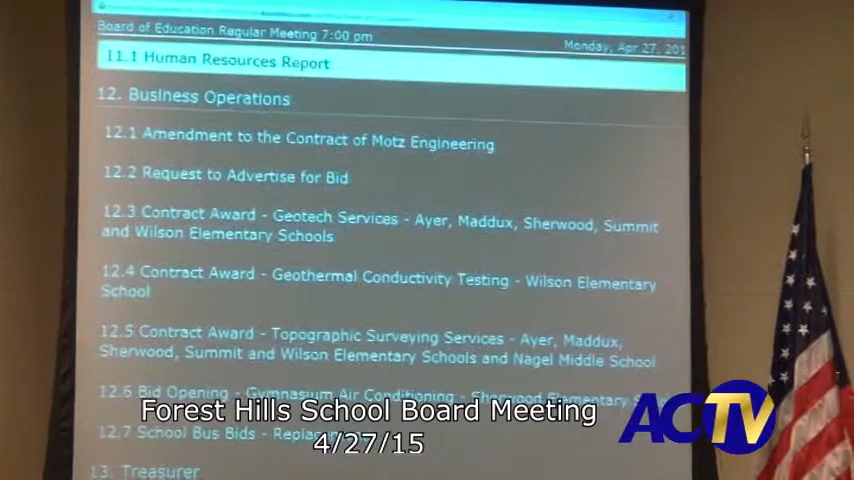 Board of Education Regular Meeting 7:00 pm
Monday, Apr 27, 201
11.1 Human Resources Report
12. Business Operations
12.1 Amendment to the Contract of Motz Engineering
12.2 Request to Advertise for Bid
12.3 Contract Award - Geotech Services - Ayer, Maddux, Sherwood, Summit
and Wilson Elementary Schools
12.4 Contract Award - Geothermal Conductivity Testing - Wilson Elementary
School
12.5 Contract Award - Topographic Surveying Services - Ayer, Maddux,
Sherwood, Summit and Wilson Elementary Schools and Nagel Middle School
12.6 Bid Opening - Gymnasium Air Conditioning - Sherwood Elementary
Forest Hills School Board Meeting
ACTV
12.7 School Bus Bids -
4/27/15
13. Treasurer